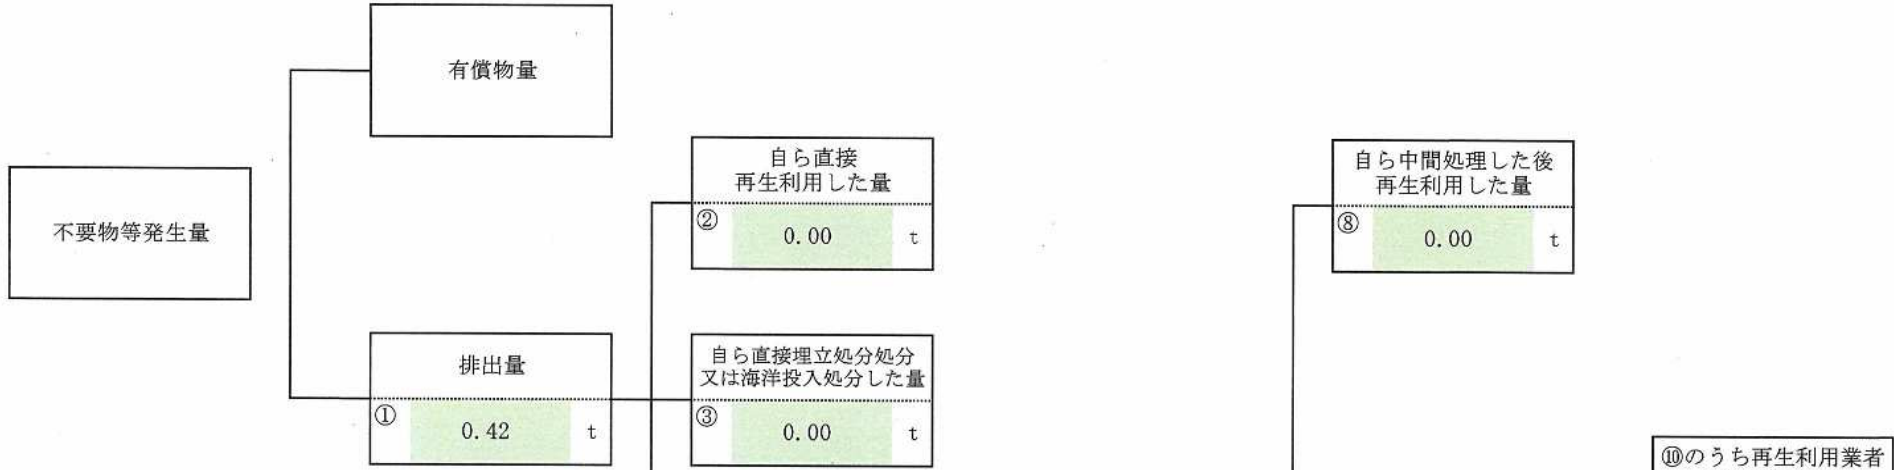 有償物量
不要物等発生量
自ら直接
再生利用した量
② 0.00 t
自ら中間処理した後
再生利用した量
⑧ 0.00 t
排出量
① 0.42 t
自ら直接埋立処分処分
又は海洋投入処分した量
③ 0.00 t
⑩のうち再生利用業者